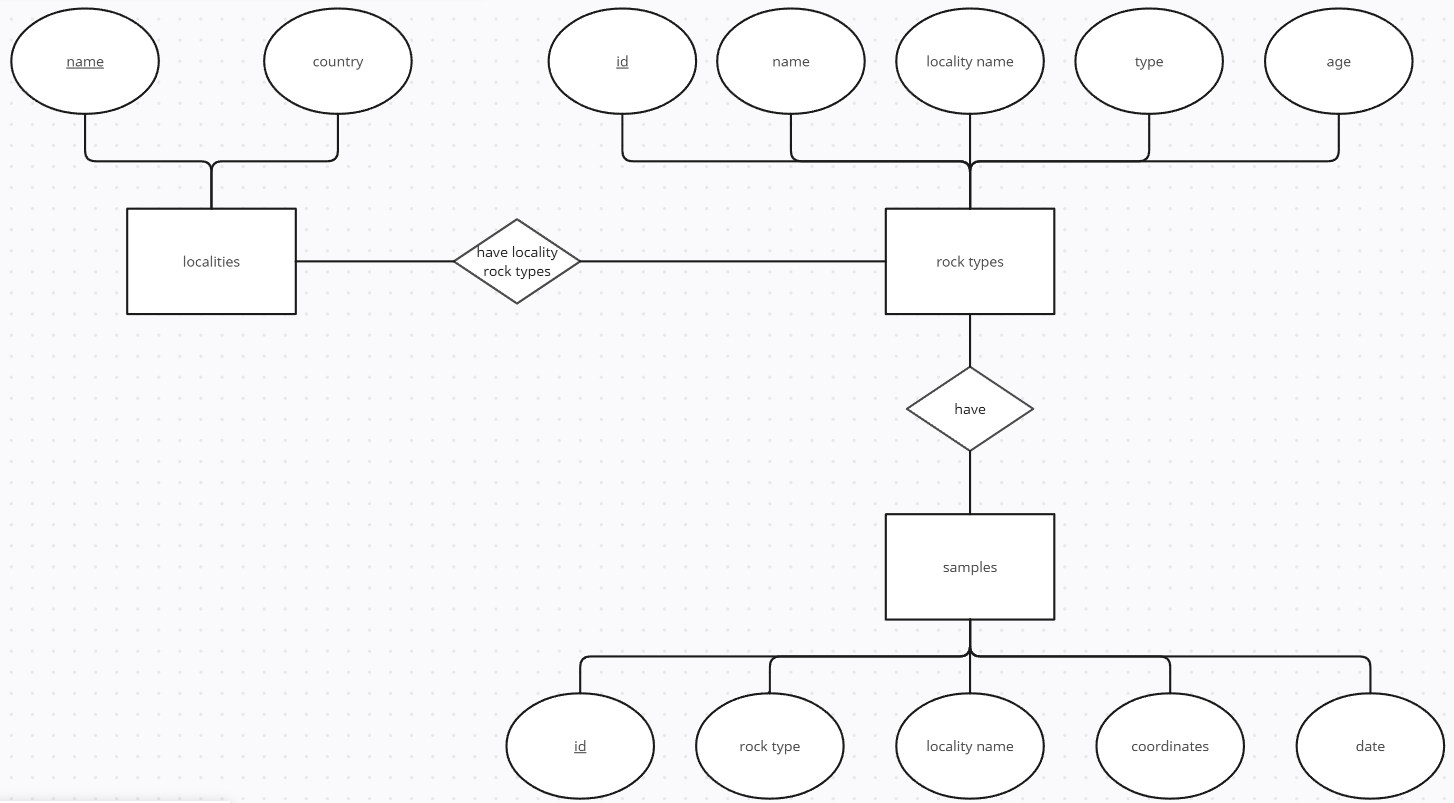 name
country
id
name
locality name
type
age
localities
have locality
rock types
rock types
have
samples
id
rock type
locality name
coordinates
date